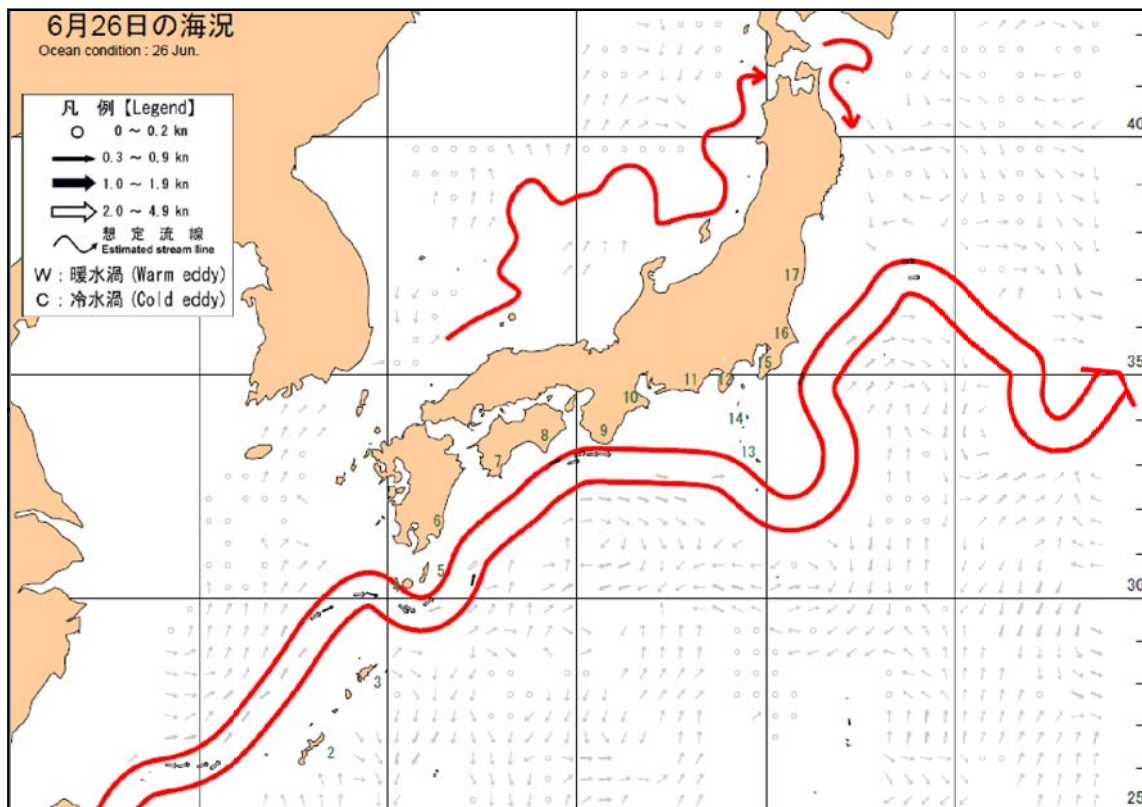 6月26日の海況
Ocean condition : 26 Jun.
凡 例【Legend】
0 ～ 0.2 kn
0.3 ～ 0.9 kn
1.0 ～ 1.9 kn
2.0 ～ 4.9 kn
想 定 流 線
Estimated stream line
W : 暖水渦 (Warm eddy)
C : 冷水渦 (Cold eddy)
40
17
16
35
15
12
11
10
14
9
8
13
7
6
5
4
30
3
2
25